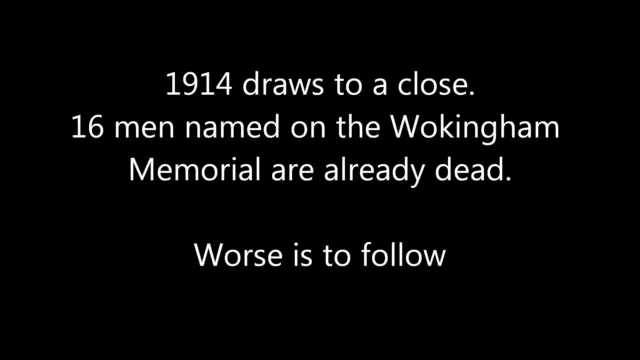 1914 draws to a close.
16 men named on the Wokingham
Memorial are already dead.
Worse is to follow